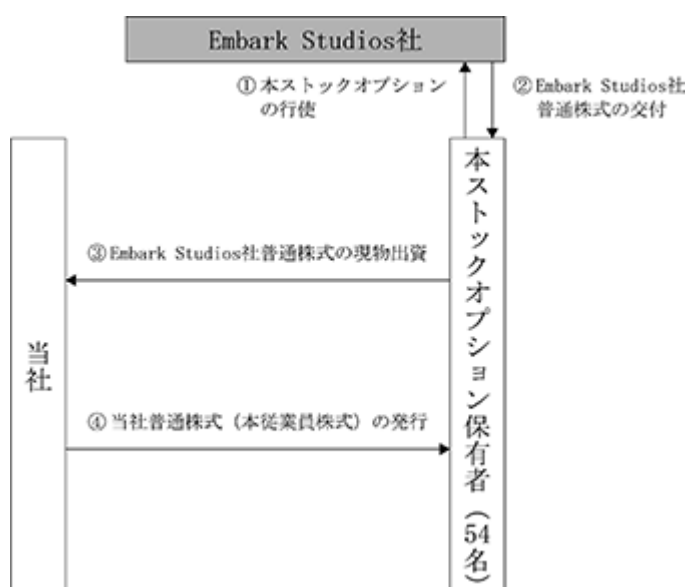 Embark Studios社
①本ストックオプション
の行使
②Embark Studios社
普通株式の交付
本ストックオプション保有者（54名）
③Embark Studios社普通株式の現物出資
当社
④当社普通株式（本従業員株式）の発行